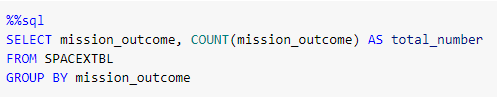 %%sql
SELECT mission_outcome, COUNT(mission_outcome) AS total_number
FROM SPACEXTBL
GROUP BY mission_outcome